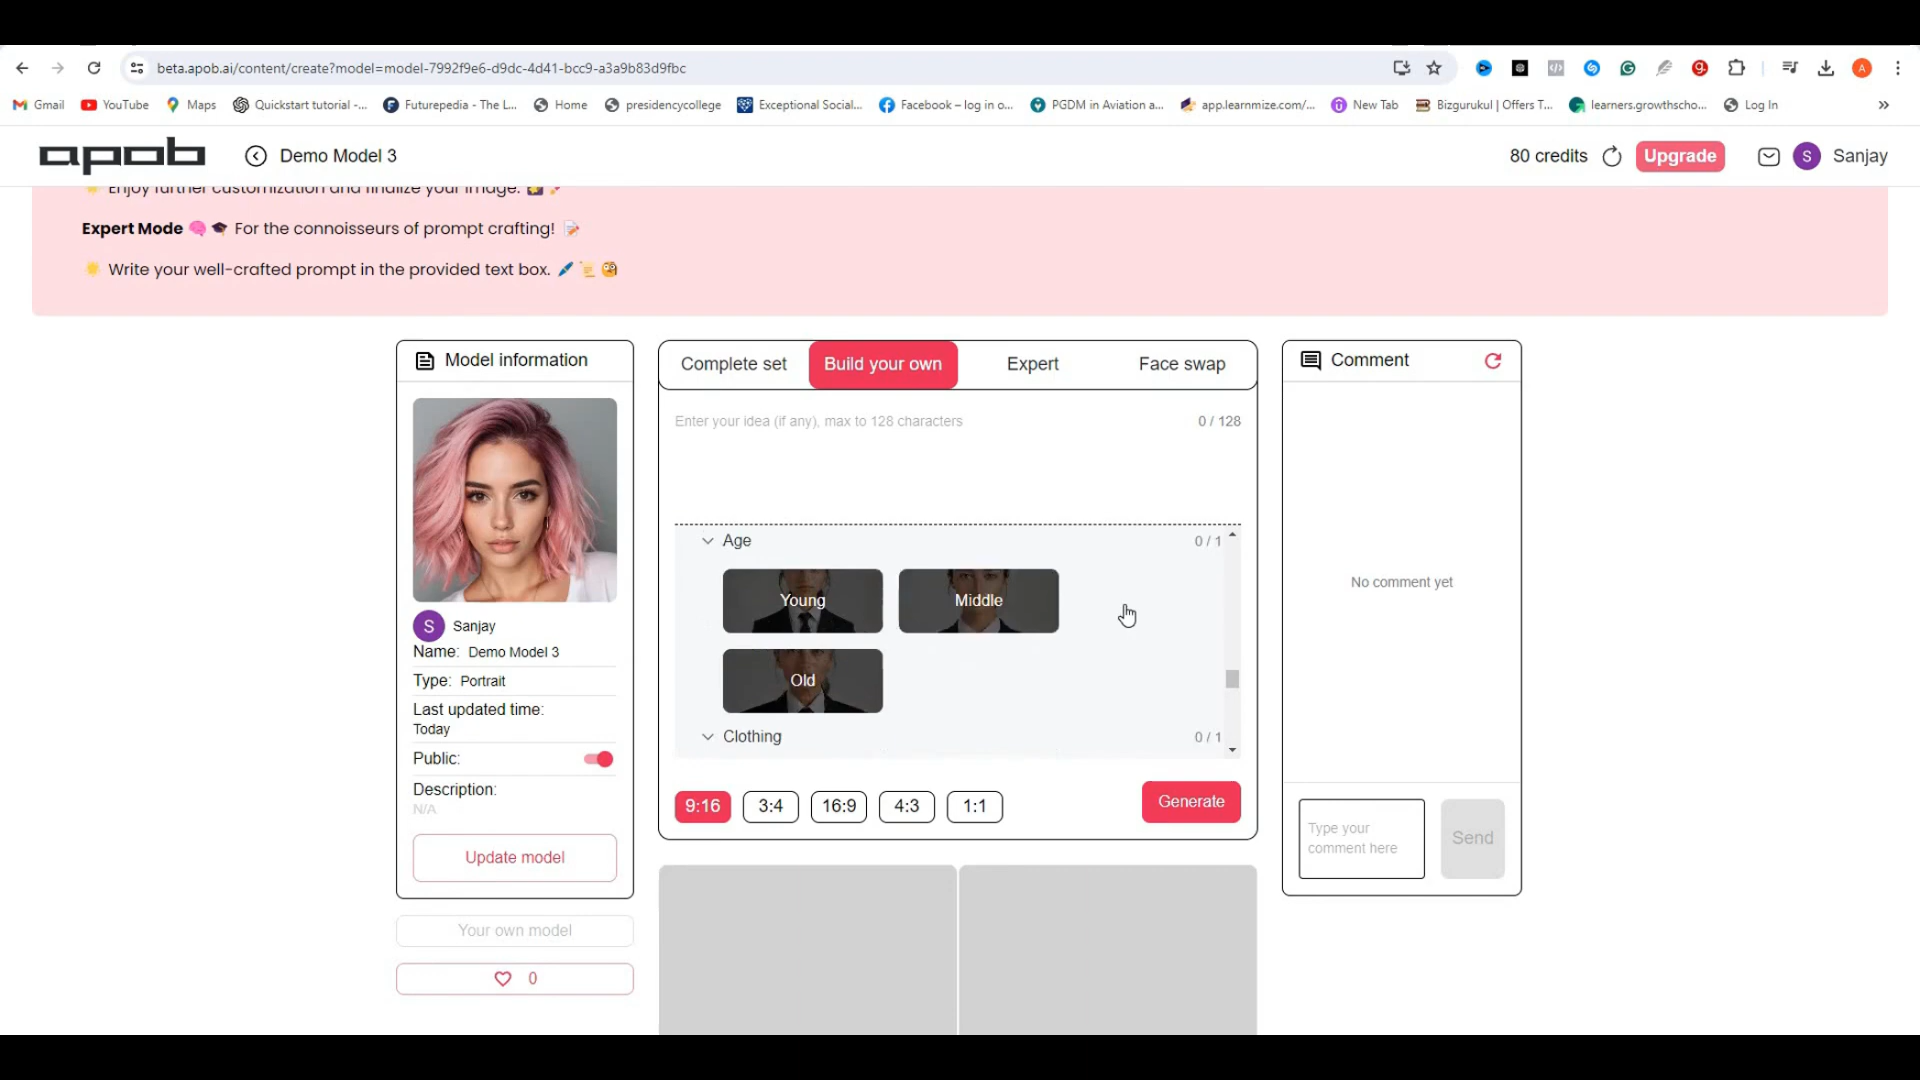 beta.apob.ai/content/create?model=model-7992f9e6-d9dc-4d41-bcc9-a3a9b83d9fbc
A
Gmail YouTube Maps Quickstart tutorial -... Futurepedia - The L... Home presidencycollege Exceptional Social... Facebook – log in o... PGDM in Aviation a... app.learnmize.com/... New Tab Bizgurukul | Offers T... learners.growthscho... Log In »
apob Demo Model 3 80 credits Upgrade S Sanjay
Enjoy further customization and finalize your image.
Expert Mode 🧠 🎓 For the connoisseurs of prompt crafting! 📝
🌟 Write your well-crafted prompt in the provided text box. 🖌️ 📜 🧐
Model information
Sanjay
S
Name: Demo Model 3
Type: Portrait
Last updated time:
Today
Public:
Description:
N/A
Update model
Your own model
0
Complete set Build your own Expert Face swap
Enter your idea (if any), max to 128 characters 0 / 128
Age 0 / 1
Young Middle
Old
Clothing 0 / 1
9:16 3:4 16:9 4:3 1:1 Generate
Comment
No comment yet
Type your
comment here
Send